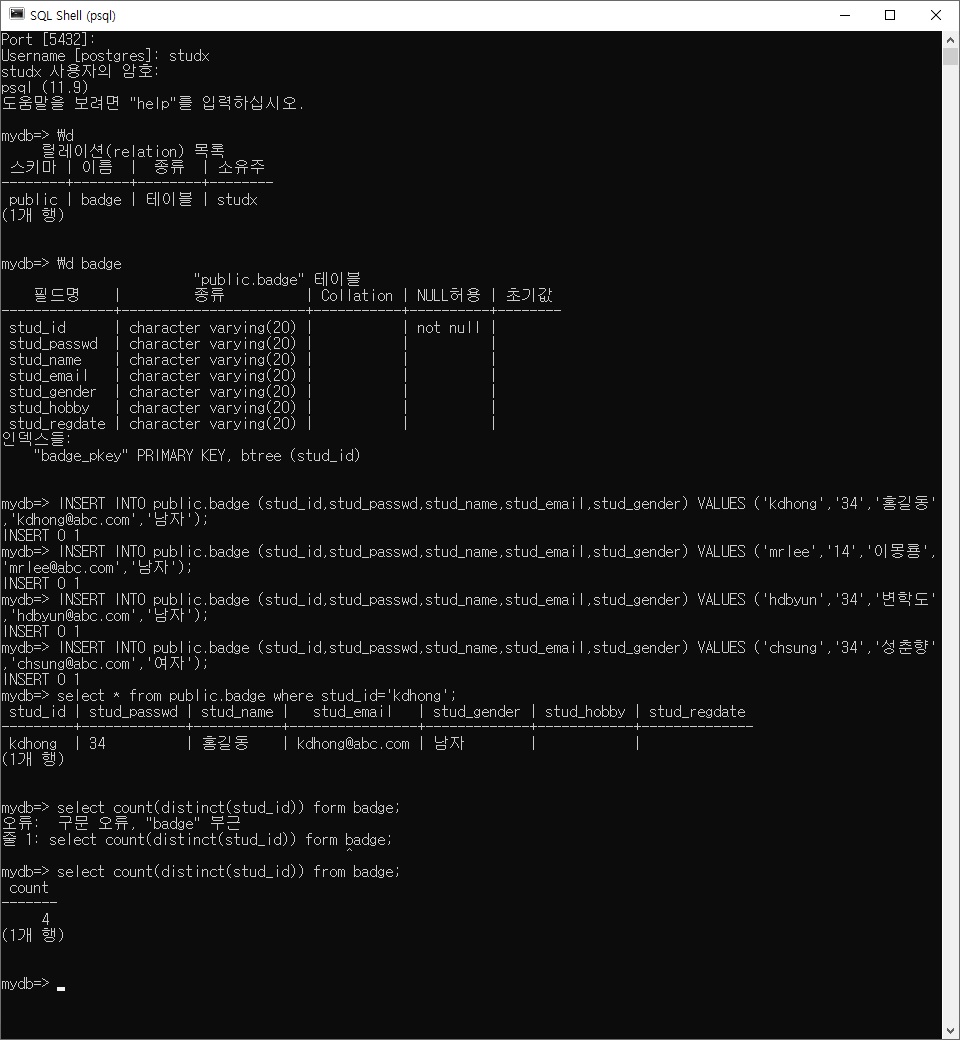 SQL Shell (psql)
Port [5432]:
Username [postgres]: studx
studx 사용자의 암호:
psql (11.9)
도움말을 보려면 "help"를 입력하십시오.
mydb=> ₩d
릴레이션(relation) 목록
스키마 | 이름 | 종류 | 소유주
--------+-------+--------+--------
public | badge | 테이블 | studx
(1개 행)
mydb=> ₩d badge
"public.badge" 테이블
필드명 | 종류 | Collation | NULL허용 | 초기값
--------------+-----------------------+-----------+----------+--------
stud_id | character varying(20) | | not null |
stud_passwd | character varying(20) | | |
stud_name | character varying(20) | | |
stud_email | character varying(20) | | |
stud_gender | character varying(20) | | |
stud_hobby | character varying(20) | | |
stud_regdate | character varying(20) | | |
인덱스들:
"badge_pkey" PRIMARY KEY, btree (stud_id)
mydb=> INSERT INTO public.badge (stud_id,stud_passwd,stud_name,stud_email,stud_gender) VALUES ('kdhong','34','홍길동'
,'kdhong@abc.com','남자');
INSERT 0 1
mydb=> INSERT INTO public.badge (stud_id,stud_passwd,stud_name,stud_email,stud_gender) VALUES ('mrlee','14','이몽룡',
'mrlee@abc.com','남자');
INSERT 0 1
mydb=> INSERT INTO public.badge (stud_id,stud_passwd,stud_name,stud_email,stud_gender) VALUES ('hdbyun','34','변학도'
,'hdbyun@abc.com','남자');
INSERT 0 1
mydb=> INSERT INTO public.badge (stud_id,stud_passwd,stud_name,stud_email,stud_gender) VALUES ('chsung','34','성춘향'
,'chsung@abc.com','여자');
INSERT 0 1
mydb=> select * from public.badge where stud_id='kdhong';
stud_id | stud_passwd | stud_name | stud_email | stud_gender | stud_hobby | stud_regdate
---------+-------------+-----------+----------------+-------------+------------+--------------
kdhong | 34 | 홍길동 | kdhong@abc.com | 남자 | |
(1개 행)
mydb=> select count(distinct(stud_id)) form badge;
오류: 구문 오류, "badge" 부근
줄 1: select count(distinct(stud_id)) form badge;
^
mydb=> select count(distinct(stud_id)) from badge;
count
-------
4
(1개 행)
mydb=>